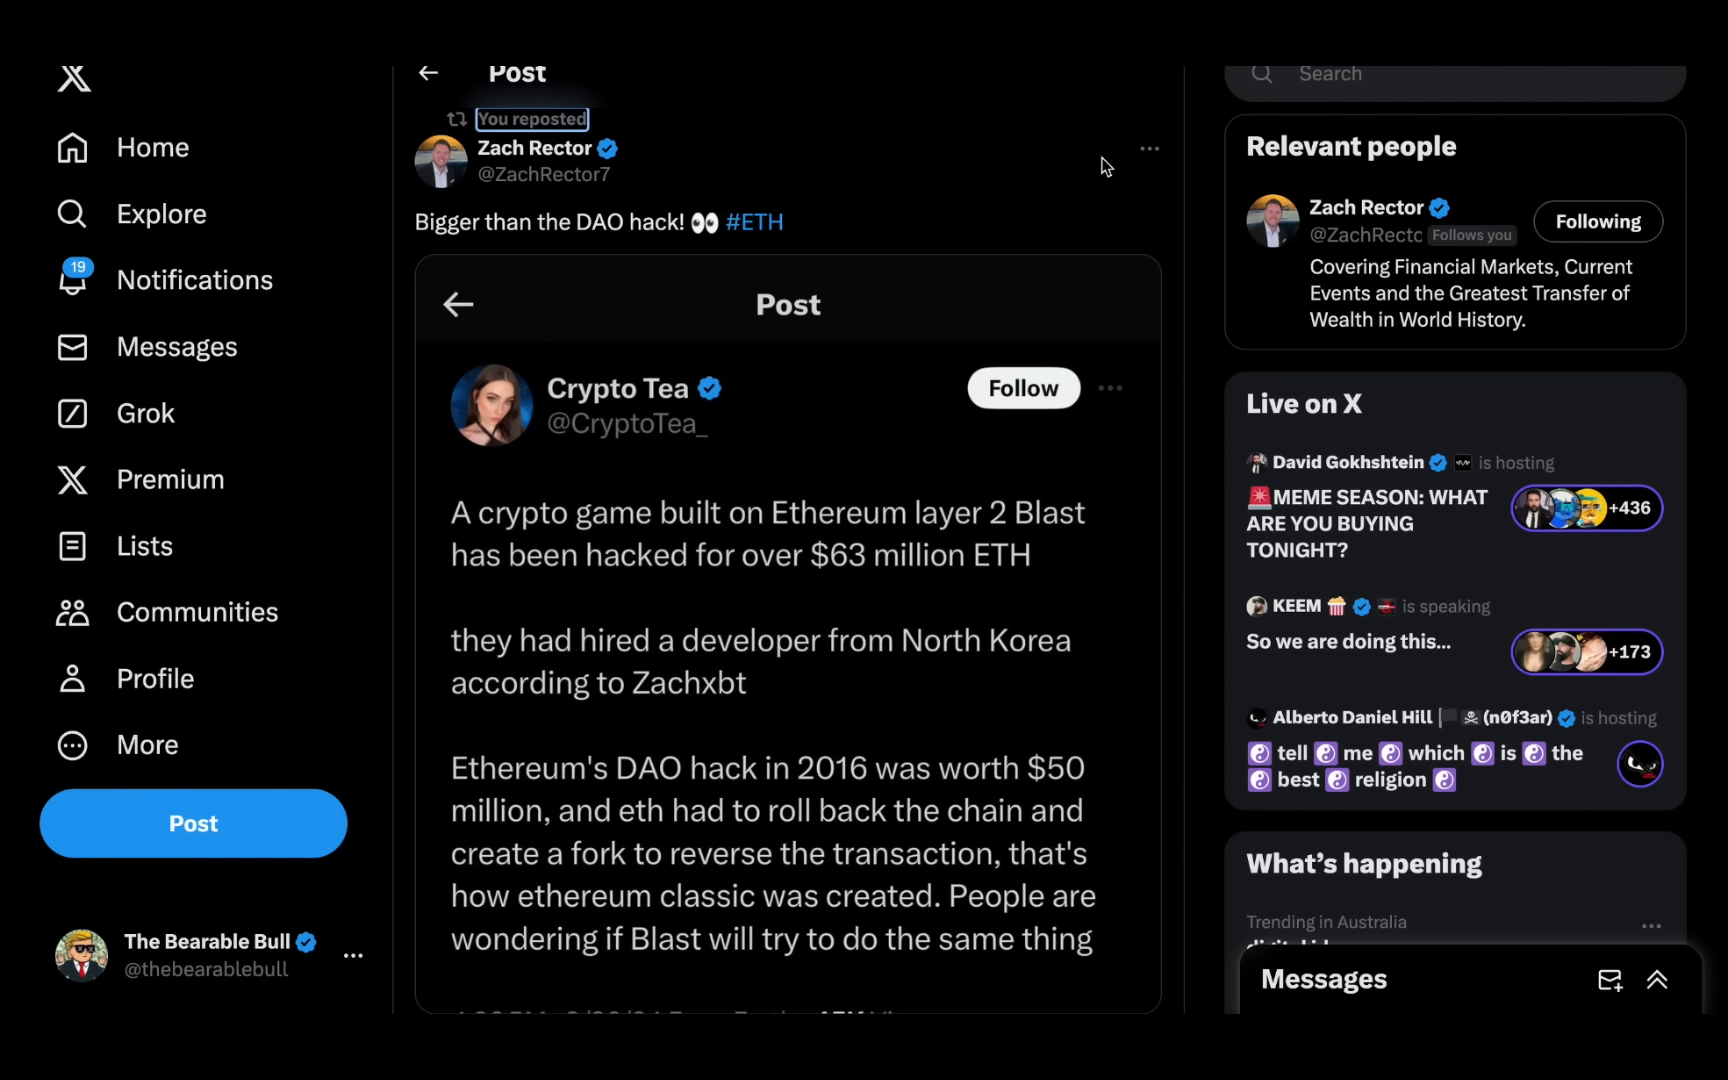 Home
Explore
19
Notifications
Messages
Grok
Premium
Lists
Communities
Profile
More
Post
The Bearable Bull
@thebearablebull
Post
You reposted
Zach Rector
@ZachRector7
Bigger than the DAO hack! 👀 #ETH
Post
Crypto Tea
@CryptoTea_
Follow
A crypto game built on Ethereum layer 2 Blast
has been hacked for over $63 million ETH
they had hired a developer from North Korea
according to Zachxbt
Ethereum's DAO hack in 2016 was worth $50
million, and eth had to roll back the chain and
create a fork to reverse the transaction, that's
how ethereum classic was created. People are
wondering if Blast will try to do the same thing
Search
Relevant people
Zach Rector
@ZachRectc Follows you
Following
Covering Financial Markets, Current
Events and the Greatest Transfer of
Wealth in World History.
Live on X
David Gokhshtein is hosting
🚨MEME SEASON: WHAT
ARE YOU BUYING
TONIGHT?
+436
KEEM 🍿 is speaking
So we are doing this...
+173
Alberto Daniel Hill 🏴‍☠️ (n0f3ar) is hosting
☯️ tell ☯️ me ☯️ which ☯️ is ☯️ the
☯️ best ☯️ religion ☯️
What's happening
Trending in Australia
Messages